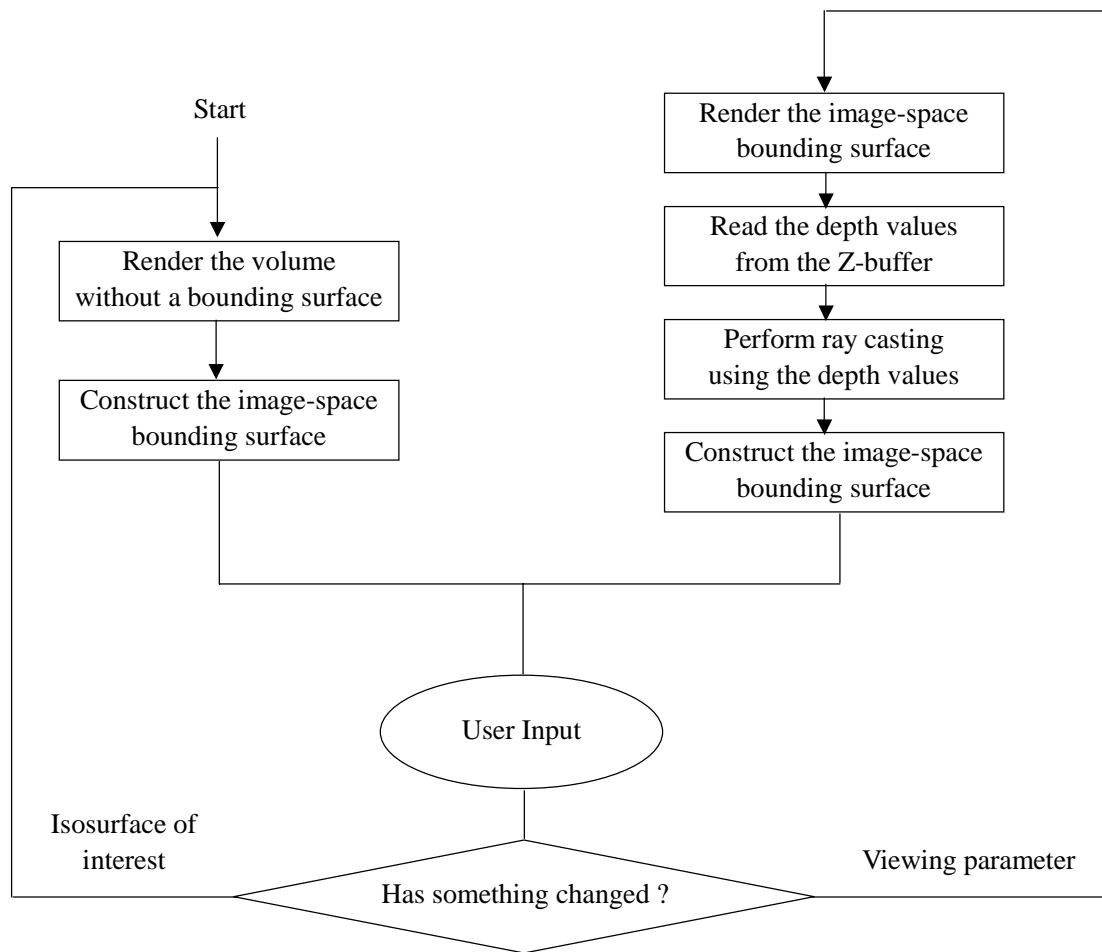 Start
Render the volume
without a bounding surface
Construct the image-space
bounding surface
Render the image-space
bounding surface
Read the depth values
from the Z-buffer
Perform ray casting
using the depth values
Construct the image-space
bounding surface
User Input
Isosurface of
interest
Has something changed ?
Viewing parameter